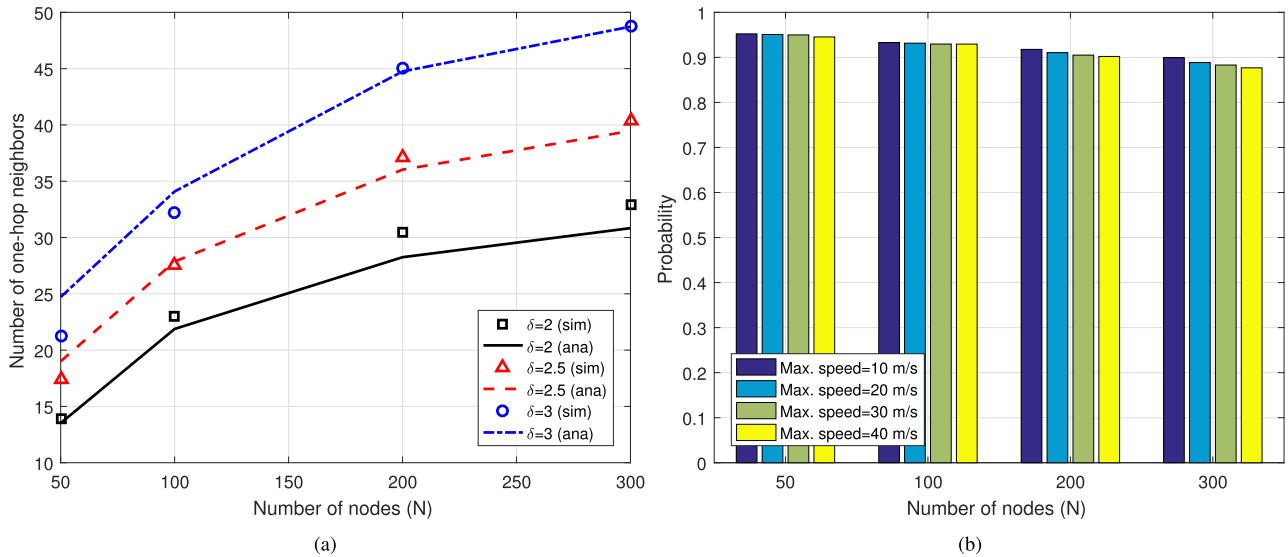 50
45
40
35
30
25
20
15
10
Number of one-hop neighbors
δ=2 (sim)
δ=2 (ana)
δ=2.5 (sim)
δ=2.5 (ana)
δ=3 (sim)
δ=3 (ana)
50 100 150 200 250 300
Number of nodes (N)
(a)
1
0.9
0.8
0.7
0.6
0.5
0.4
0.3
0.2
0.1
0
Probability
Max. speed=10 m/s
Max. speed=20 m/s
Max. speed=30 m/s
Max. speed=40 m/s
50 100 200 300
Number of nodes (N)
(b)